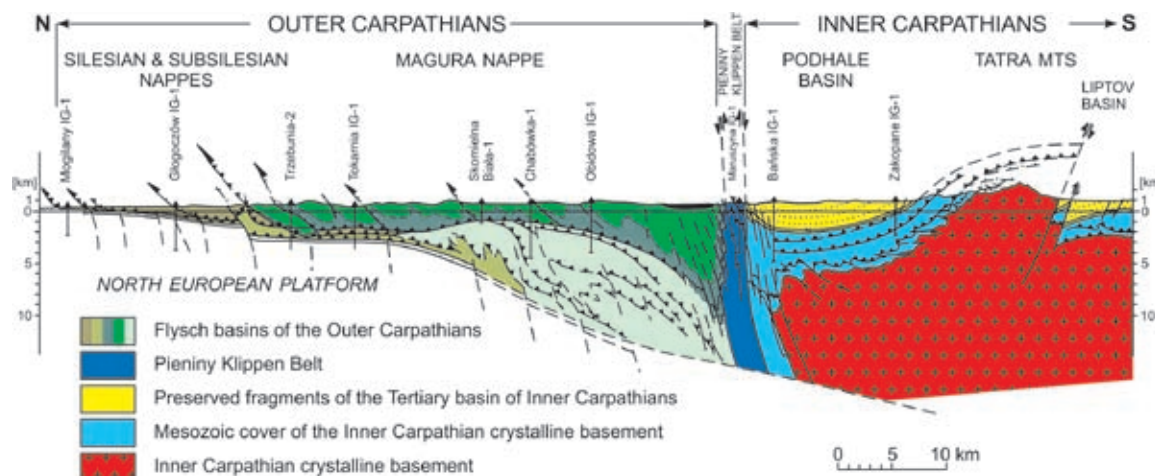 N OUTER CARPATHIANS INNER CARPATHIANS S
SILESIAN & SUBSILESIAN NAPPES
MAGURA NAPPE
PIENINY KLIPPEN BELT
PODHALE BASIN
TATRA MTS
LIPTOV BASIN
Mogilany IG-1
Głogoczów IG-1
Trzebunia-2
Tokarnia IG-1
Skomielna Biała-1
Chabówka-1
Obidowa IG-1
Maruszyna IG-1
Bańska IG-1
Zakopane IG-1
[km]
1
0
5
10
[km]
1
0
5
10
NORTH EUROPEAN PLATFORM
Flysch basins of the Outer Carpathians
Pieniny Klippen Belt
Preserved fragments of the Tertiary basin of Inner Carpathians
Mesozoic cover of the Inner Carpathian crystalline basement
Inner Carpathian crystalline basement
0 10 km